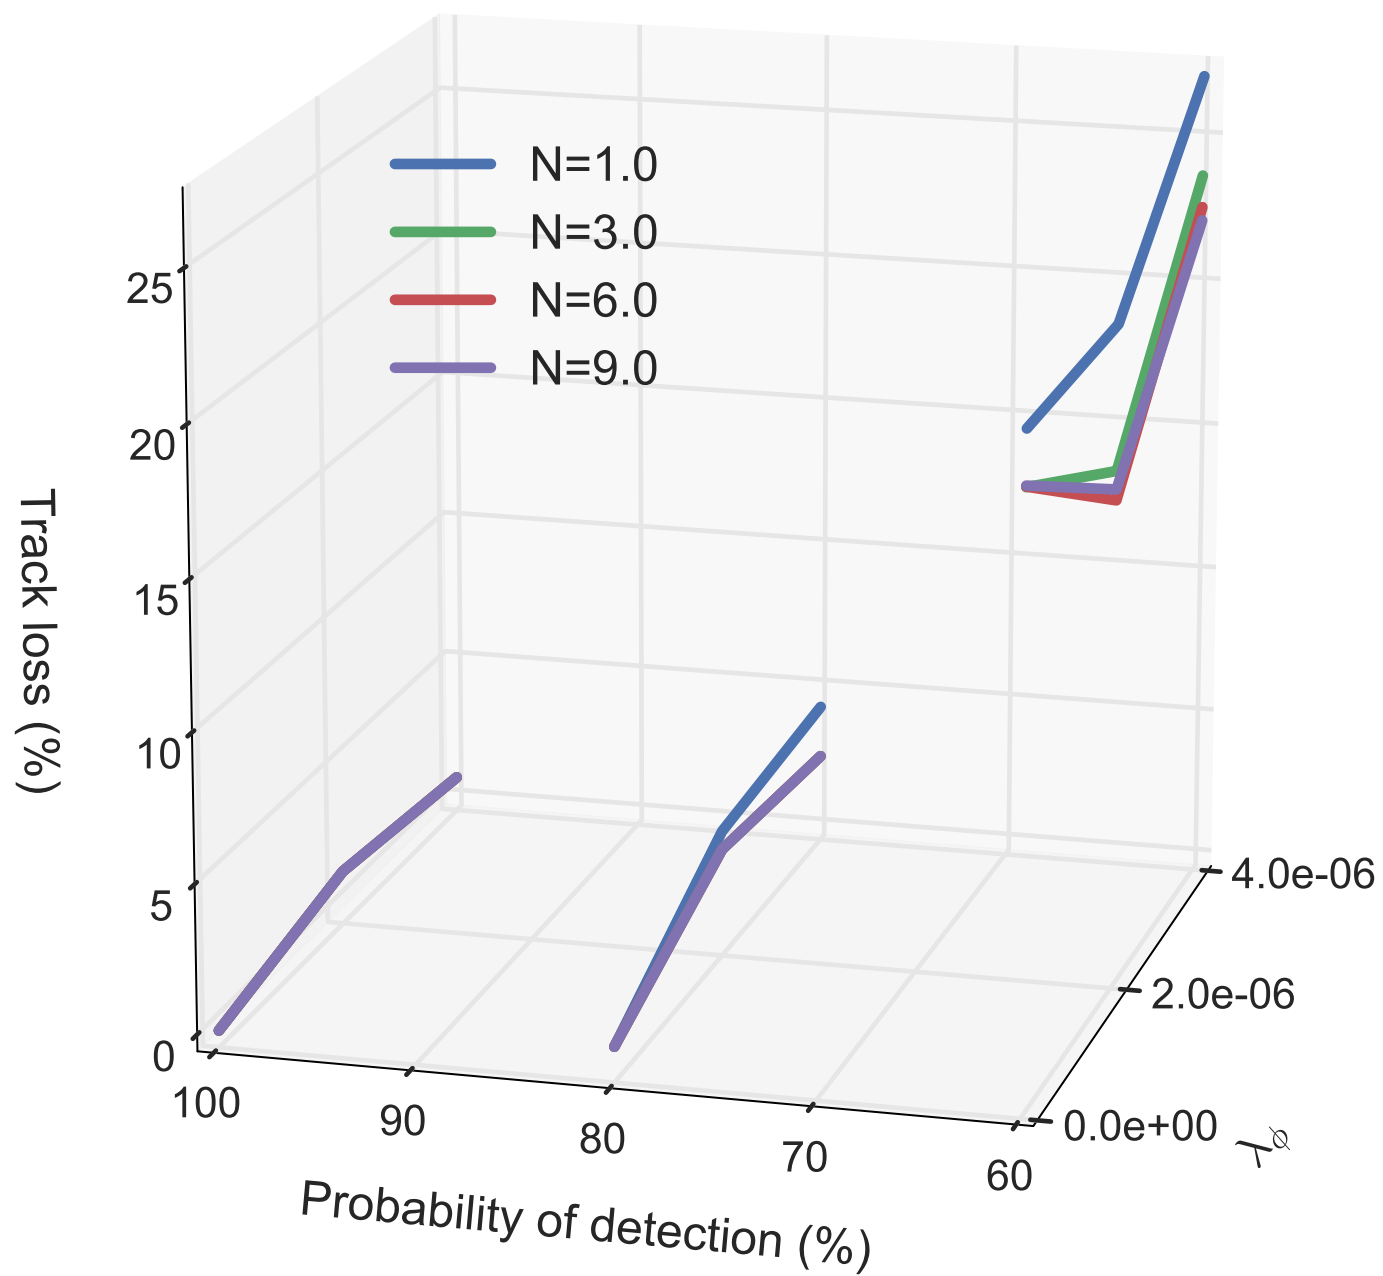 N=1.0
N=3.0
N=6.0
N=9.0
25
20
15
10
5
0
Track loss (%)
100
90
80
70
60
Probability of detection (%)
4.0e-06
2.0e-06
0.0e+00
λ^ϕ